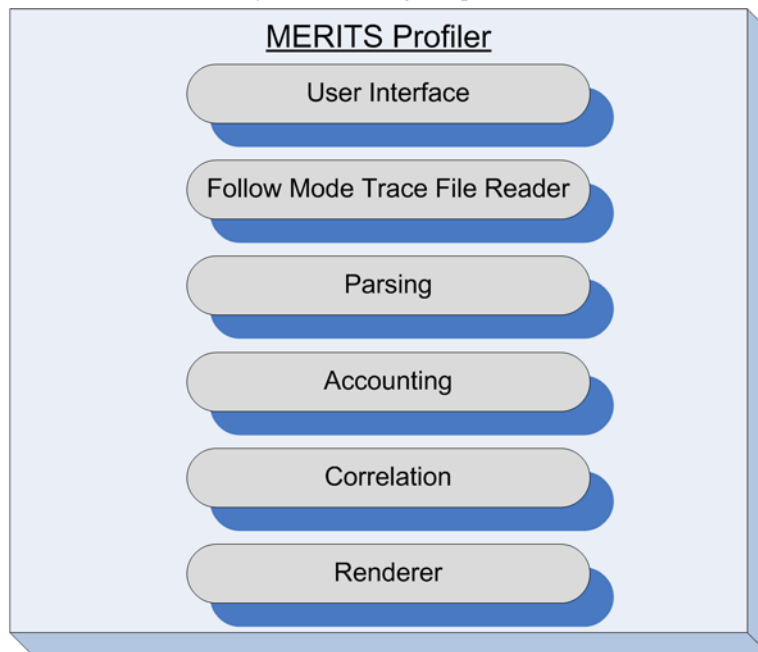 MERITS Profiler
User Interface
Follow Mode Trace File Reader
Parsing
Accounting
Correlation
Renderer